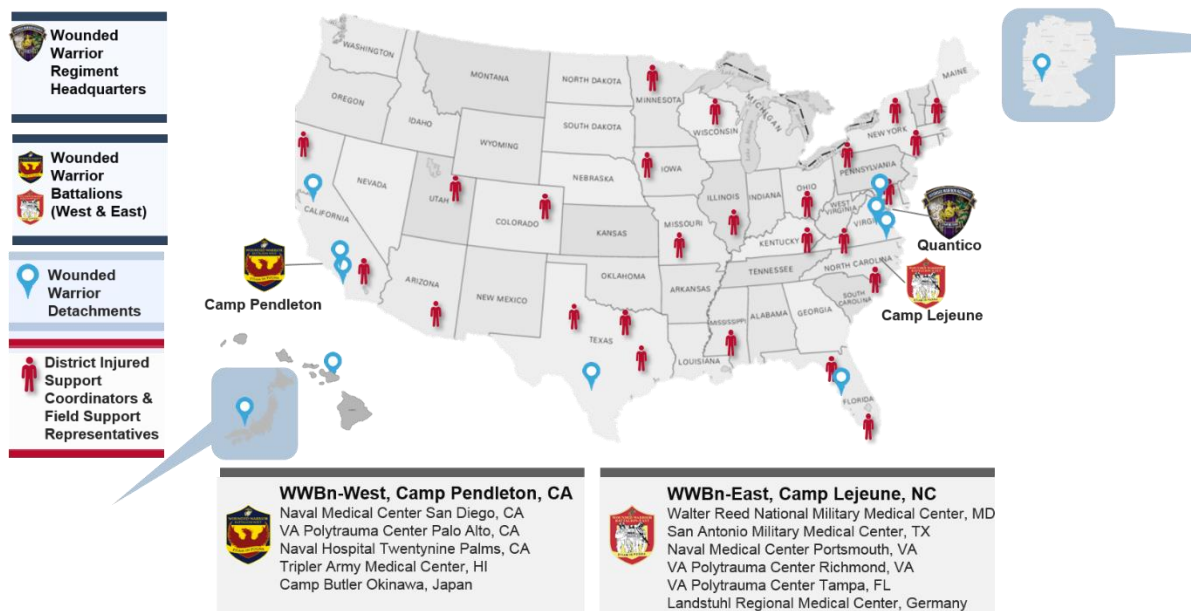 Wounded
Warrior
Regiment
Headquarters
Wounded
Warrior
Battalions
(West & East)
Wounded
Warrior
Detachments
District Injured
Support
Coordinators &
Field Support
Representatives
WASHINGTON
MONTANA
NORTH DAKOTA
MINNESOTA
MAINE
OREGON
IDAHO
SOUTH DAKOTA
WISCONSIN
MICHIGAN
NEW YORK
WYOMING
IOWA
PENNSYLVANIA
NEBRASKA
NEVADA
UTAH
COLORADO
ILLINOIS
INDIANA
OHIO
WEST
VIRGINIA
VIRG
CALIFORNIA
KANSAS
MISSOURI
KENTUCKY
Quantico
Camp Pendleton
ARIZONA
NEW MEXICO
OKLAHOMA
ARKANSAS
TENNESSEE
NORTH CAROLINA
SOUTH
CAROLINA
Camp Lejeune
TEXAS
LOUISIANA
MISSISSIPPI
ALABAMA
GEORGIA
FLORIDA
WWBn-West, Camp Pendleton, CA
Naval Medical Center San Diego, CA
VA Polytrauma Center Palo Alto, CA
Naval Hospital Twentynine Palms, CA
Tripler Army Medical Center, HI
Camp Butler Okinawa, Japan
WWBn-East, Camp Lejeune, NC
Walter Reed National Military Medical Center, MD
San Antonio Military Medical Center, TX
Naval Medical Center Portsmouth, VA
VA Polytrauma Center Richmond, VA
VA Polytrauma Center Tampa, FL
Landstuhl Regional Medical Center, Germany